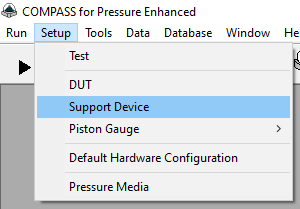 COMPASS for Pressure Enhanced
Run Setup Tools Data Database Window
Test
DUT
Support Device
Piston Gauge
Default Hardware Configuration
Pressure Media